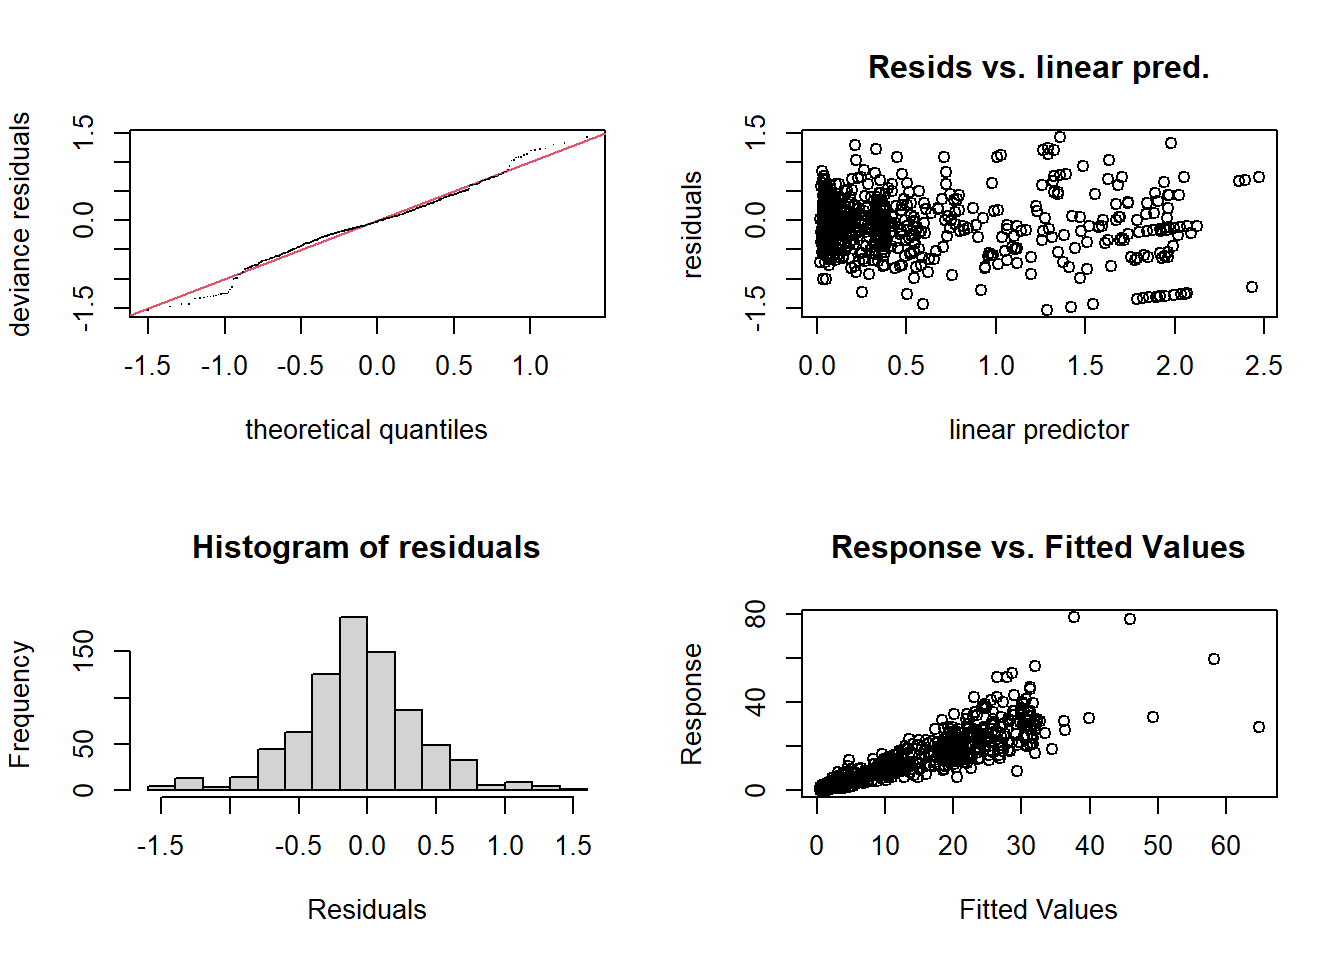 deviance residuals
-1.5 0.0 1.5
-1.5 -1.0 -0.5 0.0 0.5 1.0
theoretical quantiles
Resids vs. linear pred.
residuals
-1.5 0.0 1.5
0.0 0.5 1.0 1.5 2.0 2.5
linear predictor
Histogram of residuals
Frequency
0 50 150
-1.5 -0.5 0.0 0.5 1.0 1.5
Residuals
Response vs. Fitted Values
Response
0 40 80
0 10 20 30 40 50 60
Fitted Values